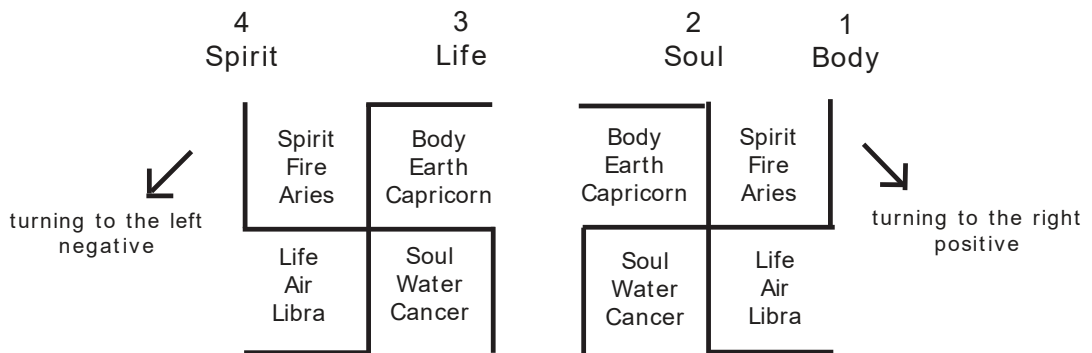 4 3 2 1
Spirit Life Soul Body
Spirit
Fire
Aries
Body
Earth
Capricorn
Body
Earth
Capricorn
Spirit
Fire
Aries
turning to the left
negative
turning to the right
positive
Life
Air
Libra
Soul
Water
Cancer
Soul
Water
Cancer
Life
Air
Libra